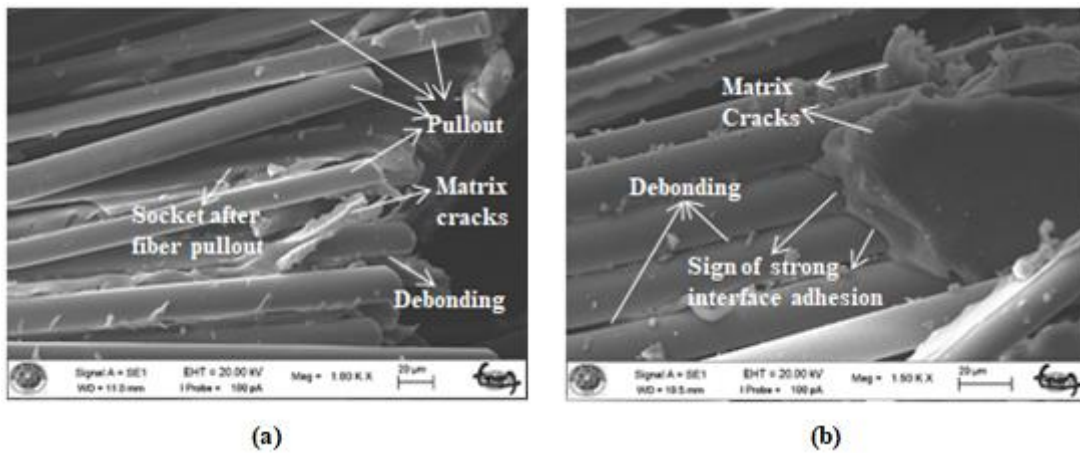 Pullout
Matrix
cracks
Socket after
fiber pullout
Debonding
Signal A = SE1
EHT = 20.00 kV
WD = 11.0 mm
I Probe = 100 pA
Mag = 1.00 K X
20 µm
(a)
Matrix
Cracks
Debonding
Sign of strong
interface adhesion
Signal A = SE1
EHT = 20.00 kV
WD = 10.5 mm
I Probe = 100 pA
Mag = 1.50 K X
20 µm
(b)